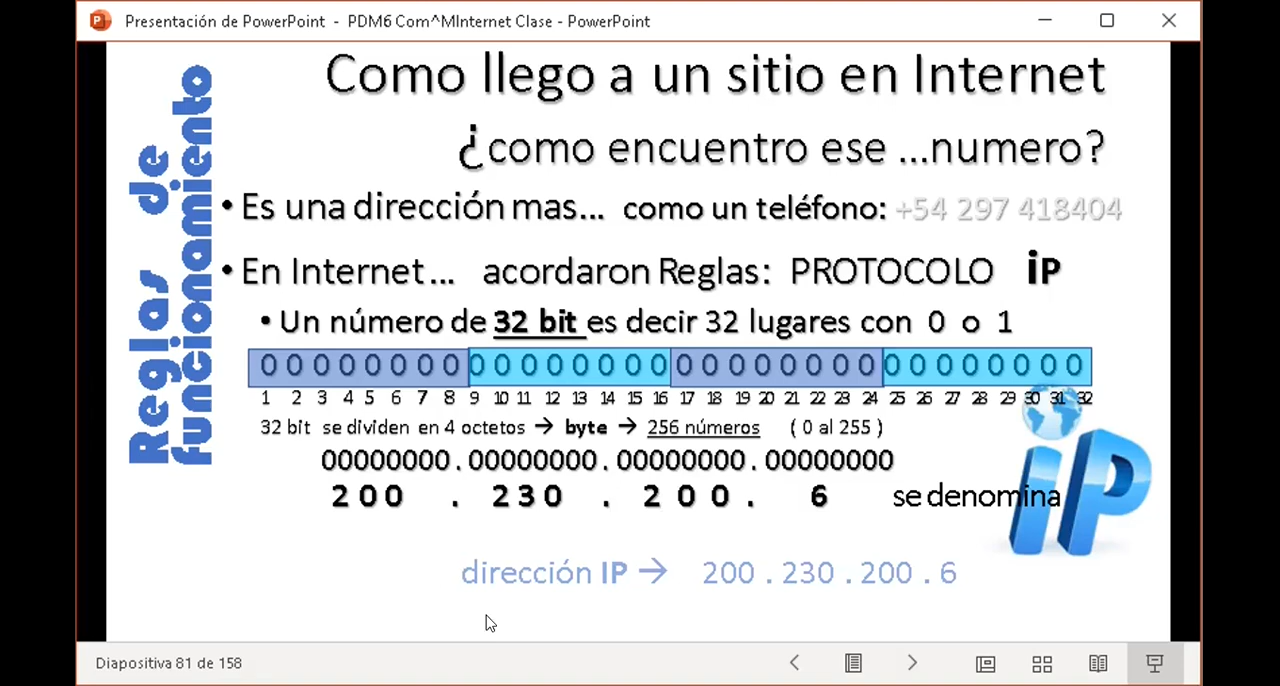 Presentación de PowerPoint - PDM6 Com^MInternet Clase - PowerPoint
Reglas de
funcionamiento
Como llego a un sitio en Internet
¿como encuentro ese ...numero?
• Es una dirección mas... como un teléfono: +54 297 418404
• En Internet... acordaron Reglas: PROTOCOLO iP
• Un número de 32 bit es decir 32 lugares con 0 o 1
0 0 0 0 0 0 0 0 0 0 0 0 0 0 0 0 0 0 0 0 0 0 0 0 0 0 0 0 0 0 0 0
1 2 3 4 5 6 7 8 9 10 11 12 13 14 15 16 17 18 19 20 21 22 23 24 25 26 27 28 29 30 31 32
32 bit se dividen en 4 octetos → byte → 256 números ( 0 al 255 )
00000000.00000000.00000000.00000000
200 . 230 . 200. 6 se denomina
iP
dirección IP → 200 . 230 . 200 . 6
Diapositiva 81 de 158